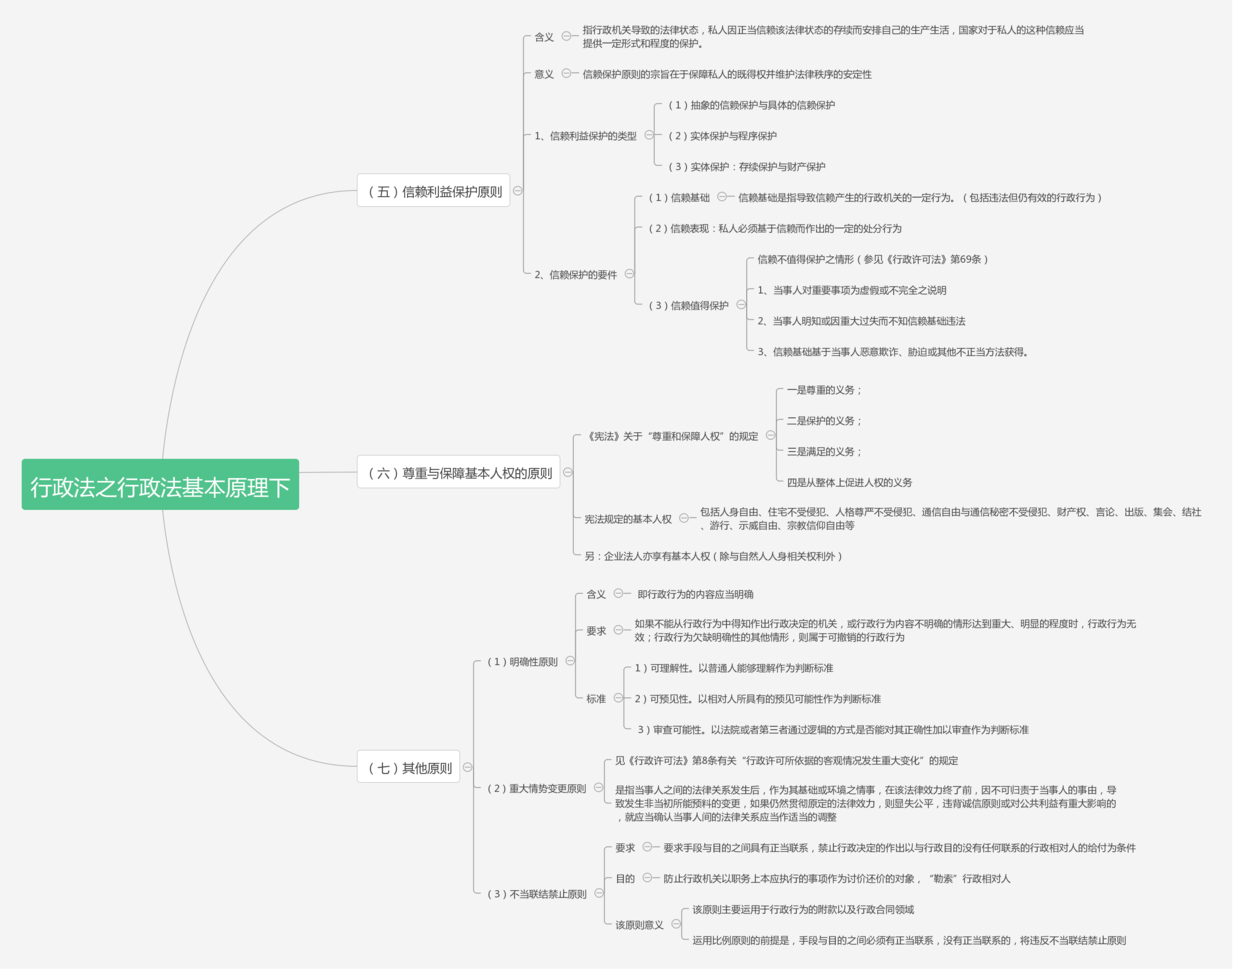 行政法之行政法基本原理下
（五）信赖利益保护原则
含义
指行政机关导致的法律状态，私人因正当信赖该法律状态的存续而安排自己的生产生活，国家对于私人的这种信赖应当
提供一定形式和程度的保护。
意义
信赖保护原则的宗旨在于保障私人的既得权并维护法律秩序的安定性
1、信赖利益保护的类型
（1）抽象的信赖保护与具体的信赖保护
（2）实体保护与程序保护
（3）实体保护：存续保护与财产保护
2、信赖保护的要件
（1）信赖基础
信赖基础是指导致信赖产生的行政机关的一定行为。（包括违法但仍有效的行政行为）
（2）信赖表现：私人必须基于信赖而作出的一定的处分行为
（3）信赖值得保护
信赖不值得保护之情形（参见《行政许可法》第69条）
1、当事人对重要事项为虚假或不完全之说明
2、当事人明知或因重大过失而不知信赖基础违法
3、信赖基础基于当事人恶意欺诈、胁迫或其他不正当方法获得。
（六）尊重与保障基本人权的原则
《宪法》关于“尊重和保障人权”的规定
一是尊重的义务；
二是保护的义务；
三是满足的义务；
四是从整体上促进人权的义务
宪法规定的基本人权
包括人身自由、住宅不受侵犯、人格尊严不受侵犯、通信自由与通信秘密不受侵犯、财产权、言论、出版、集会、结社
、游行、示威自由、宗教信仰自由等
另：企业法人亦享有基本人权（除与自然人人身相关权利外）
（七）其他原则
（1）明确性原则
含义
即行政行为的内容应当明确
要求
如果不能从行政行为中得知作出行政决定的机关，或行政行为内容不明确的情形达到重大、明显的程度时，行政行为无
效；行政行为欠缺明确性的其他情形，则属于可撤销的行政行为
标准
1）可理解性。以普通人能够理解作为判断标准
2）可预见性。以相对人所具有的预见可能性作为判断标准
3）审查可能性。以法院或者第三者通过逻辑的方式是否能对其正确性加以审查作为判断标准
（2）重大情势变更原则
见《行政许可法》第8条有关“行政许可所依据的客观情况发生重大变化”的规定
是指当事人之间的法律关系发生后，作为其基础或环境之情事，在该法律效力终了前，因不可归责于当事人的事由，导
致发生非当初所能预料的变更，如果仍然贯彻原定的法律效力，则显失公平，违背诚信原则或对公共利益有重大影响的
，就应当确认当事人间的法律关系应当作适当的调整
（3）不当联结禁止原则
要求
要求手段与目的之间具有正当联系，禁止行政决定的作出以与行政目的没有任何联系的行政相对人的给付为条件
目的
防止行政机关以职务上本应执行的事项作为讨价还价的对象，“勒索”行政相对人
该原则意义
该原则主要运用于行政行为的附款以及行政合同领域
运用比例原则的前提是，手段与目的之间必须有正当联系，没有正当联系的，将违反不当联结禁止原则